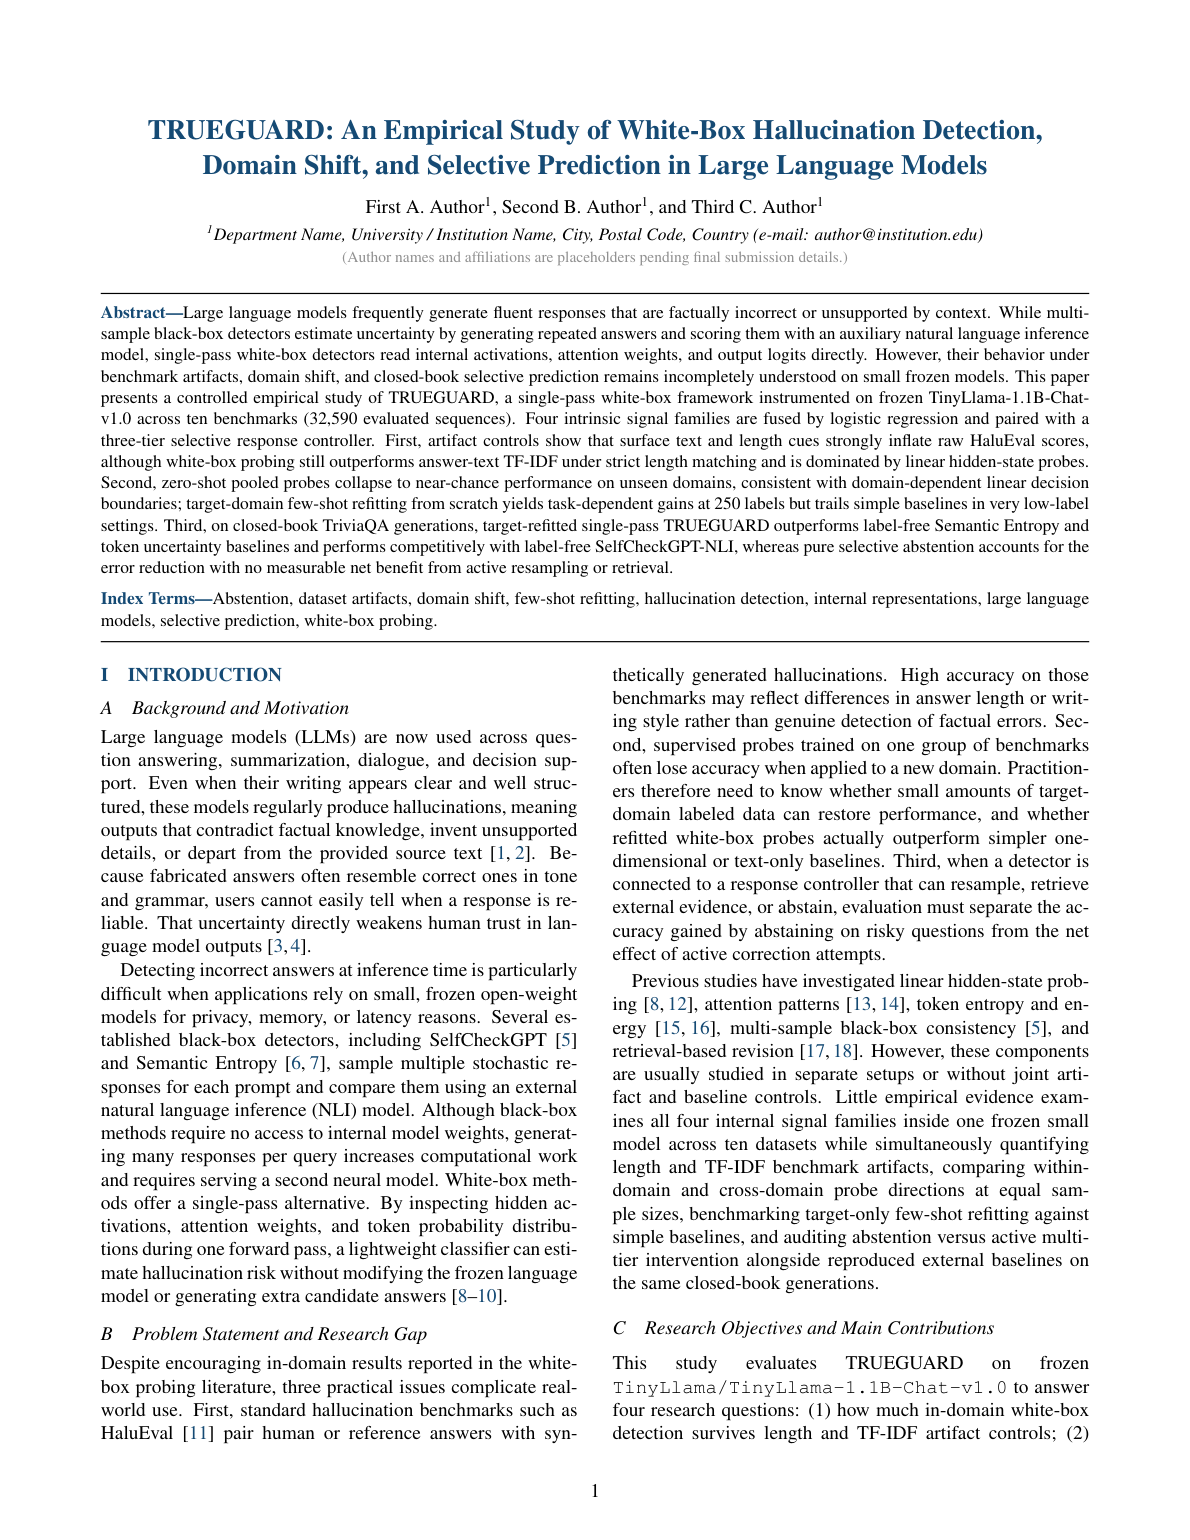 TRUEGUARD: An Empirical Study of White-Box Hallucination Detection,
Domain Shift, and Selective Prediction in Large Language Models
First A. Author1, Second B. Author1, and Third C. Author1
1Department Name, University / Institution Name, City, Postal Code, Country (e-mail: author@institution.edu)
(Author names and affiliations are placeholders pending final submission details.)
Abstract—Large language models frequently generate fluent responses that are factually incorrect or unsupported by context. While multi-
sample black-box detectors estimate uncertainty by generating repeated answers and scoring them with an auxiliary natural language inference
model, single-pass white-box detectors read internal activations, attention weights, and output logits directly. However, their behavior under
benchmark artifacts, domain shift, and closed-book selective prediction remains incompletely understood on small frozen models. This paper
presents a controlled empirical study of TRUEGUARD, a single-pass white-box framework instrumented on frozen TinyLlama-1.1B-Chat-
v1.0 across ten benchmarks (32,590 evaluated sequences). Four intrinsic signal families are fused by logistic regression and paired with a
three-tier selective response controller. First, artifact controls show that surface text and length cues strongly inflate raw HaluEval scores,
although white-box probing still outperforms answer-text TF-IDF under strict length matching and is dominated by linear hidden-state probes.
Second, zero-shot pooled probes collapse to near-chance performance on unseen domains, consistent with domain-dependent linear decision
boundaries; target-domain few-shot refitting from scratch yields task-dependent gains at 250 labels but trails simple baselines in very low-label
settings. Third, on closed-book TriviaQA generations, target-refitted single-pass TRUEGUARD outperforms label-free Semantic Entropy and
token uncertainty baselines and performs competitively with label-free SelfCheckGPT-NLI, whereas pure selective abstention accounts for the
error reduction with no measurable net benefit from active resampling or retrieval.
Index Terms—Abstention, dataset artifacts, domain shift, few-shot refitting, hallucination detection, internal representations, large language
models, selective prediction, white-box probing.
I INTRODUCTION
A Background and Motivation
Large language models (LLMs) are now used across ques-
tion answering, summarization, dialogue, and decision sup-
port. Even when their writing appears clear and well struc-
tured, these models regularly produce hallucinations, meaning
outputs that contradict factual knowledge, invent unsupported
details, or depart from the provided source text [1, 2]. Be-
cause fabricated answers often resemble correct ones in tone
and grammar, users cannot easily tell when a response is re-
liable. That uncertainty directly weakens human trust in lan-
guage model outputs [3, 4].
Detecting incorrect answers at inference time is particularly
difficult when applications rely on small, frozen open-weight
models for privacy, memory, or latency reasons. Several es-
tablished black-box detectors, including SelfCheckGPT [5]
and Semantic Entropy [6, 7], sample multiple stochastic re-
sponses for each prompt and compare them using an external
natural language inference (NLI) model. Although black-box
methods require no access to internal model weights, generat-
ing many responses per query increases computational work
and requires serving a second neural model. White-box meth-
ods offer a single-pass alternative. By inspecting hidden ac-
tivations, attention weights, and token probability distribu-
tions during one forward pass, a lightweight classifier can esti-
mate hallucination risk without modifying the frozen language
model or generating extra candidate answers [8–10].
B Problem Statement and Research Gap
Despite encouraging in-domain results reported in the white-
box probing literature, three practical issues complicate real-
world use. First, standard hallucination benchmarks such as
HaluEval [11] pair human or reference answers with syn-
thetically generated hallucinations. High accuracy on those
benchmarks may reflect differences in answer length or writ-
ing style rather than genuine detection of factual errors. Sec-
ond, supervised probes trained on one group of benchmarks
often lose accuracy when applied to a new domain. Practition-
ers therefore need to know whether small amounts of target-
domain labeled data can restore performance, and whether
refitted white-box probes actually outperform simpler one-
dimensional or text-only baselines. Third, when a detector is
connected to a response controller that can resample, retrieve
external evidence, or abstain, evaluation must separate the ac-
curacy gained by abstaining on risky questions from the net
effect of active correction attempts.
Previous studies have investigated linear hidden-state prob-
ing [8, 12], attention patterns [13, 14], token entropy and en-
ergy [15, 16], multi-sample black-box consistency [5], and
retrieval-based revision [17, 18]. However, these components
are usually studied in separate setups or without joint arti-
fact and baseline controls. Little empirical evidence exam-
ines all four internal signal families inside one frozen small
model across ten datasets while simultaneously quantifying
length and TF-IDF benchmark artifacts, comparing within-
domain and cross-domain probe directions at equal sam-
ple sizes, benchmarking target-only few-shot refitting against
simple baselines, and auditing abstention versus active multi-
tier intervention alongside reproduced external baselines on
the same closed-book generations.
C Research Objectives and Main Contributions
This study evaluates TRUEGUARD on frozen
TinyLlama/TinyLlama-1.1B-Chat-v1.0 to answer
four research questions: (1) how much in-domain white-box
detection survives length and TF-IDF artifact controls; (2)
1